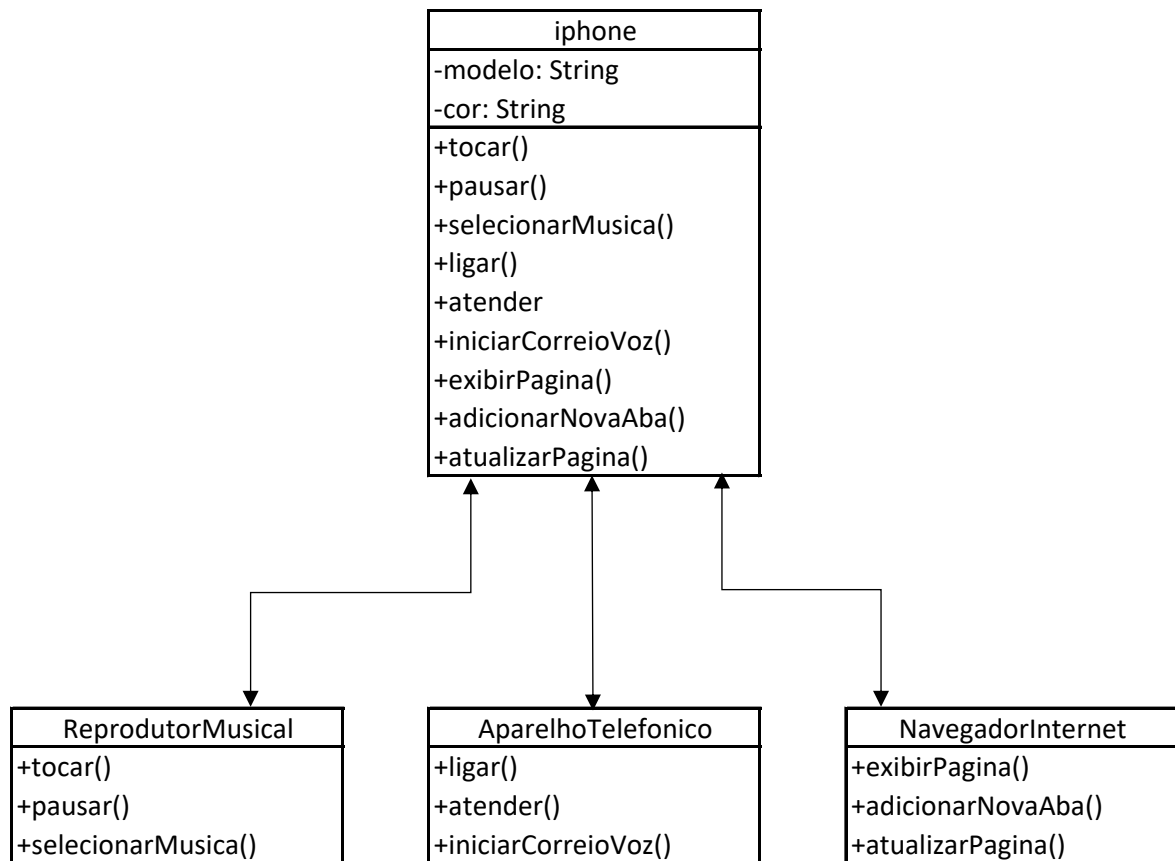 iphone
-modelo: String
-cor: String
+tocar()
+pausar()
+selecionarMusica()
+ligar()
+atender
+iniciarCorreioVoz()
+exibirPagina()
+adicionarNovaAba()
+atualizarPagina()
ReprodutorMusical
+tocar()
+pausar()
+selecionarMusica()
AparelhoTelefonico
+ligar()
+atender()
+iniciarCorreioVoz()
NavegadorInternet
+exibirPagina()
+adicionarNovaAba()
+atualizarPagina()